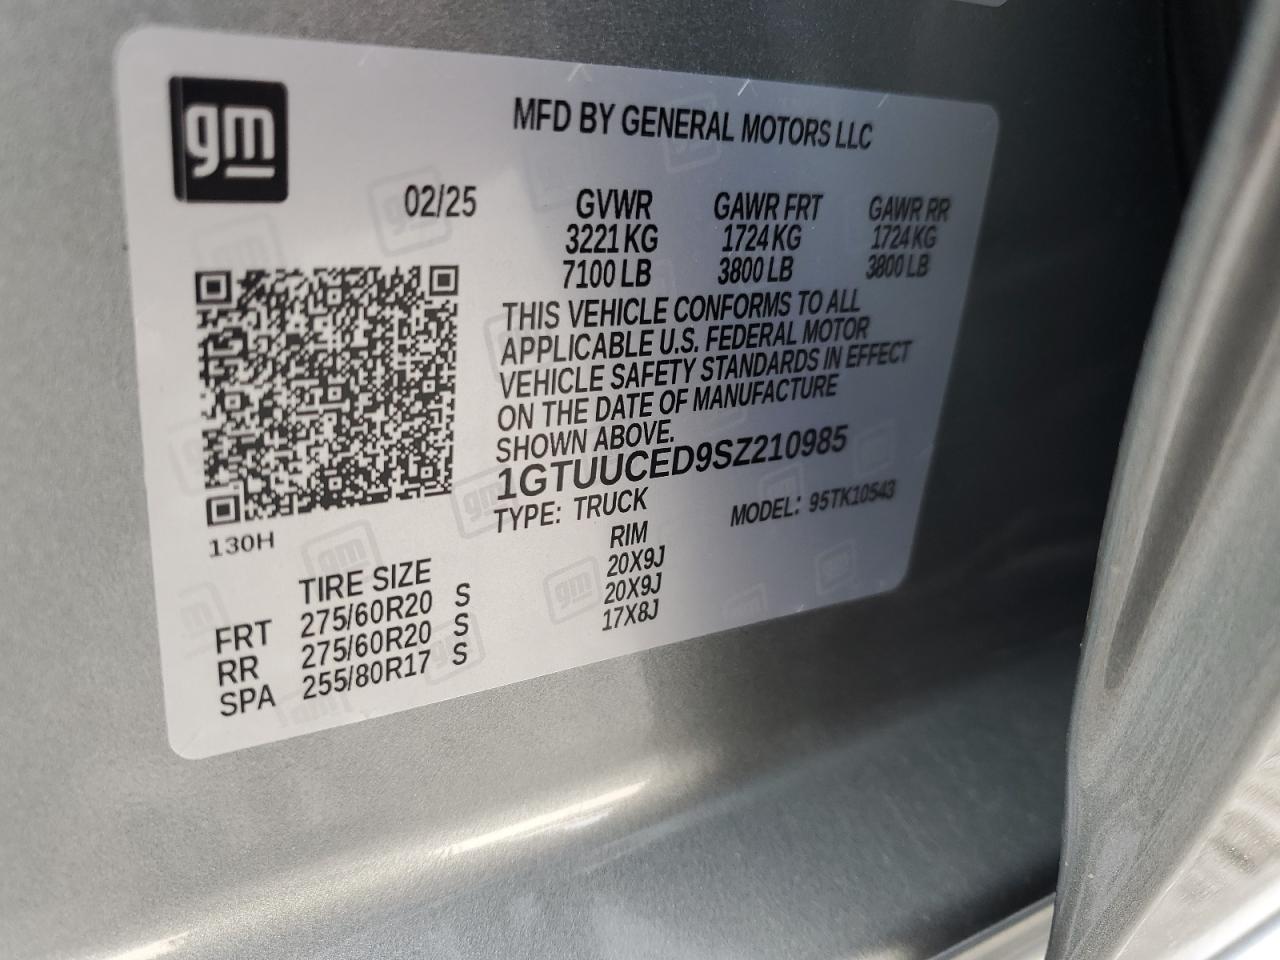 gm
MFD BY GENERAL MOTORS LLC
02/25 GVWR GAWR FRT GAWR RR
3221 KG 1724 KG 1724 KG
7100 LB 3800 LB 3800 LB
THIS VEHICLE CONFORMS TO ALL
APPLICABLE U.S. FEDERAL MOTOR
VEHICLE SAFETY STANDARDS IN EFFECT
ON THE DATE OF MANUFACTURE
SHOWN ABOVE.
1GTUUCED9SZ210985
TYPE: TRUCK MODEL: 95TK10543
130H
TIRE SIZE RIM
FRT 275/60R20 S 20X9J
RR 275/60R20 S 20X9J
SPA 255/80R17 S 17X8J